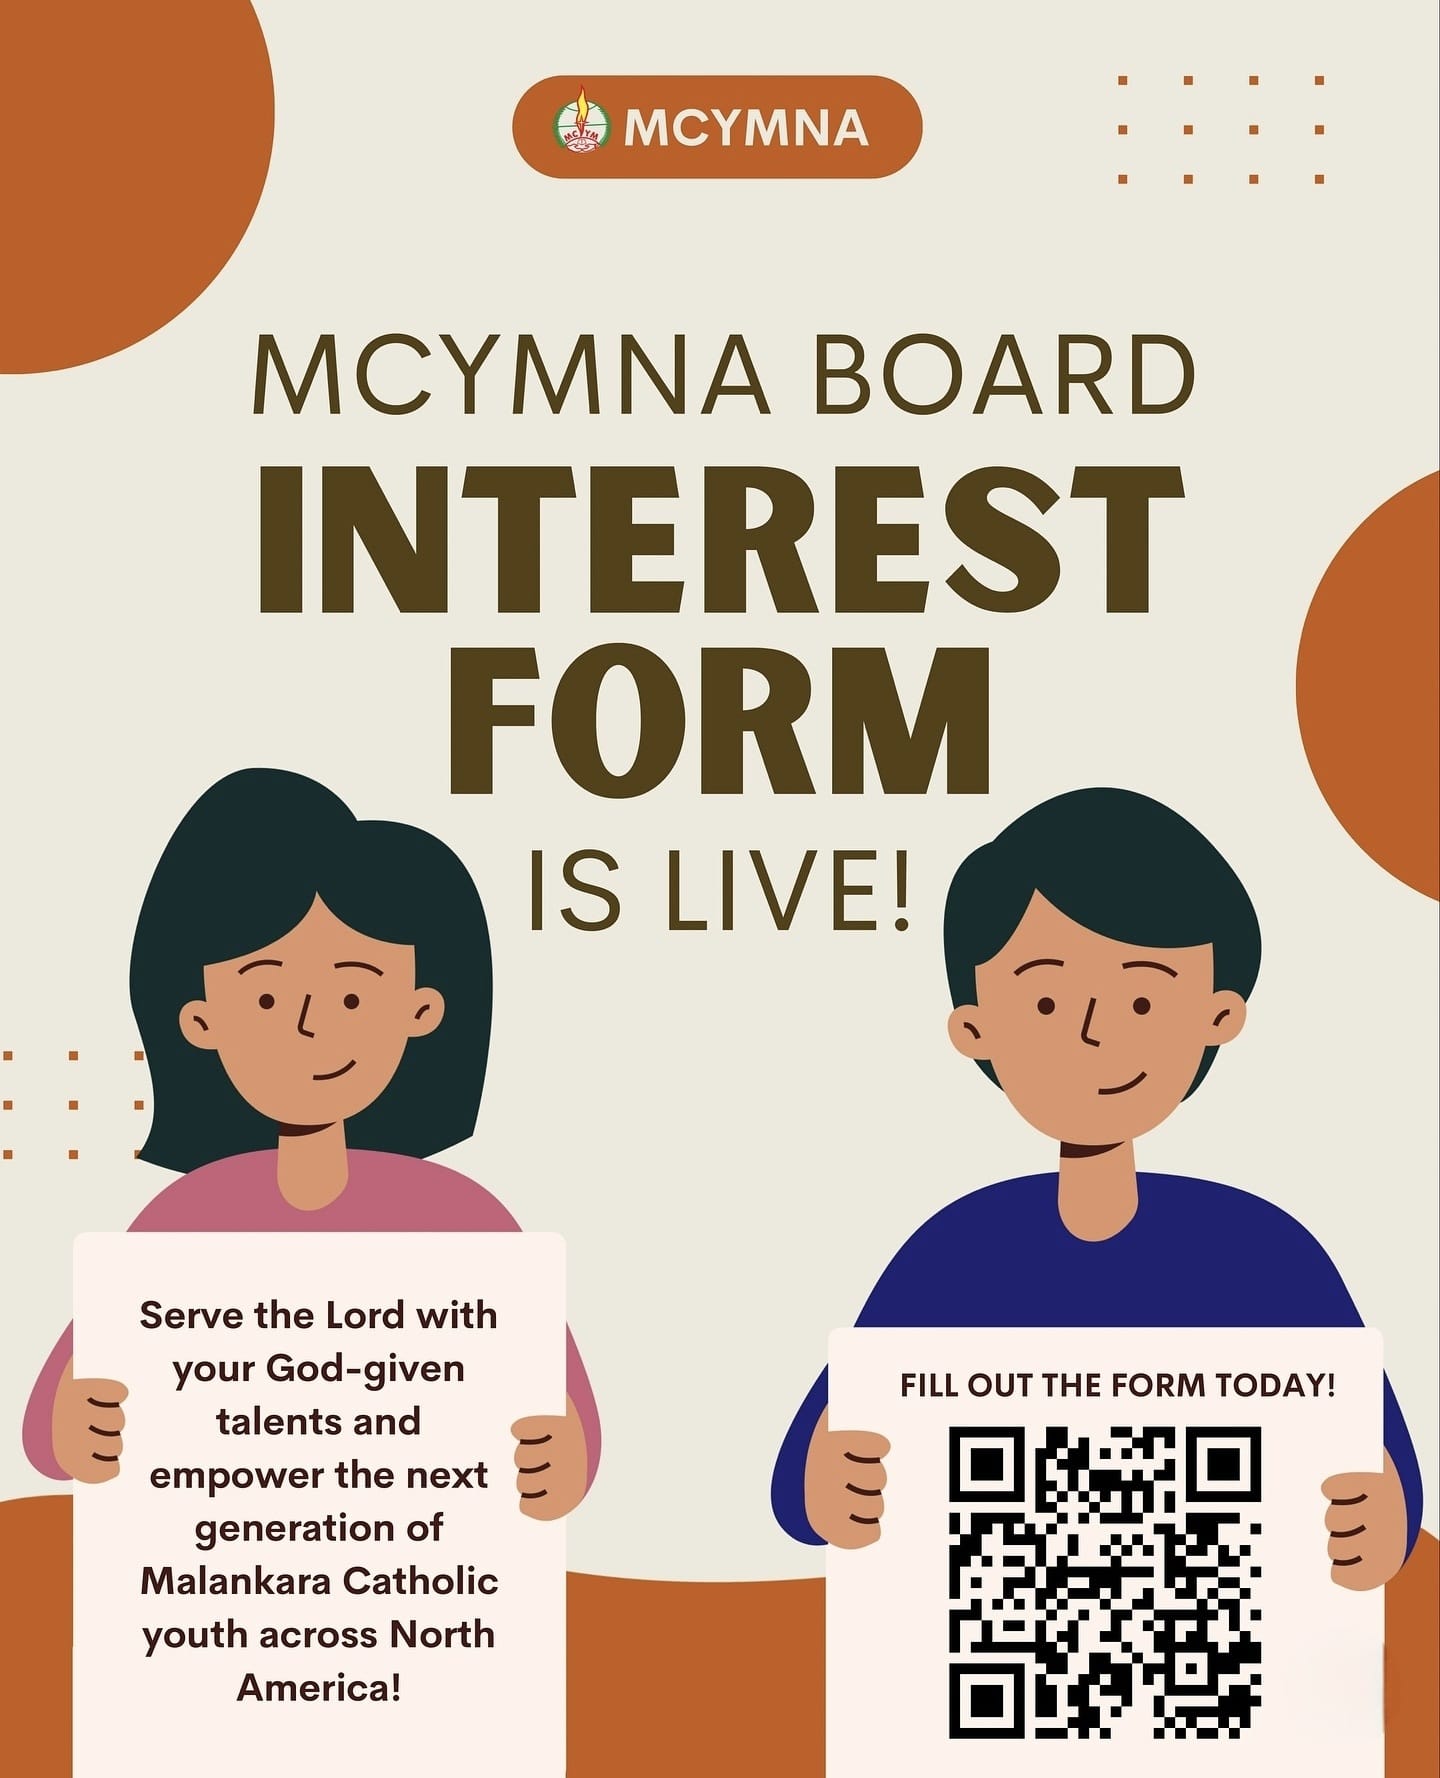 MCYM
MCYMNA
MCYMNA BOARD
INTEREST
FORM
IS LIVE!
Serve the Lord with
your God-given
talents and
empower the next
generation of
Malankara Catholic
youth across North
America!
FILL OUT THE FORM TODAY!